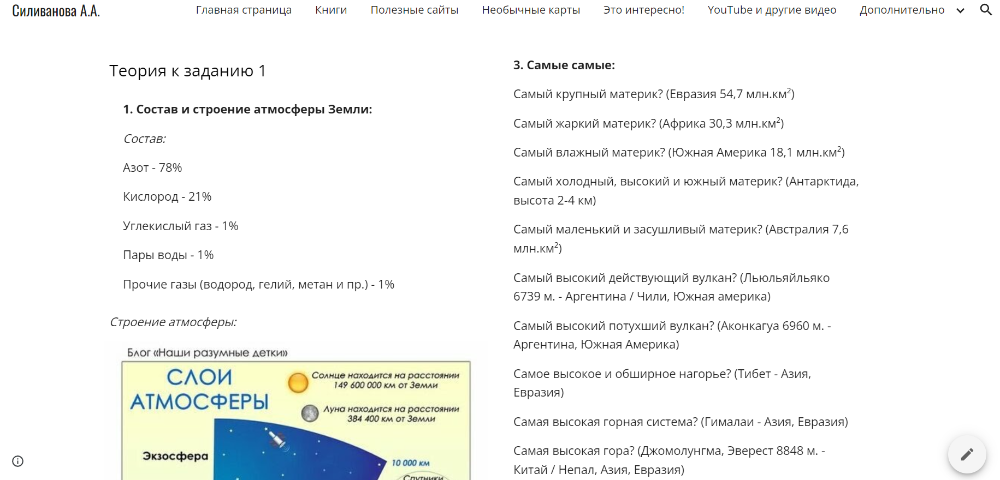 Силиванова А.А.
Главная страница
Книги
Полезные сайты
Необычные карты
Это интересно!
YouTube и другие видео
Дополнительно
Теория к заданию 1
1. Состав и строение атмосферы Земли:
Состав:
Азот - 78%
Кислород - 21%
Углекислый газ - 1%
Пары воды - 1%
Прочие газы (водород, гелий, метан и пр.) - 1%
Строение атмосферы:
Блог «Наши разумные детки»
СЛОИ
АТМОСФЕРЫ
Солнце находится на расстоянии
149 600 000 км от Земли
Луна находится на расстоянии
384 400 км от Земли
Экзосфера
10 000 км
Спутники
3. Самые самые:
Самый крупный материк? (Евразия 54,7 млн.км²)
Самый жаркий материк? (Африка 30,3 млн.км²)
Самый влажный материк? (Южная Америка 18,1 млн.км²)
Самый холодный, высокий и южный материк? (Антарктида,
высота 2-4 км)
Самый маленький и засушливый материк? (Австралия 7,6
млн.км²)
Самый высокий действующий вулкан? (Льюльяйльяко
6739 м. - Аргентина / Чили, Южная америка)
Самый высокий потухший вулкан? (Аконкагуа 6960 м. -
Аргентина, Южная Америка)
Самое высокое и обширное нагорье? (Тибет - Азия,
Евразия)
Самая высокая горная система? (Гималаи - Азия, Евразия)
Самая высокая гора? (Джомолунгма, Эверест 8848 м. -
Китай / Непал, Азия, Евразия)